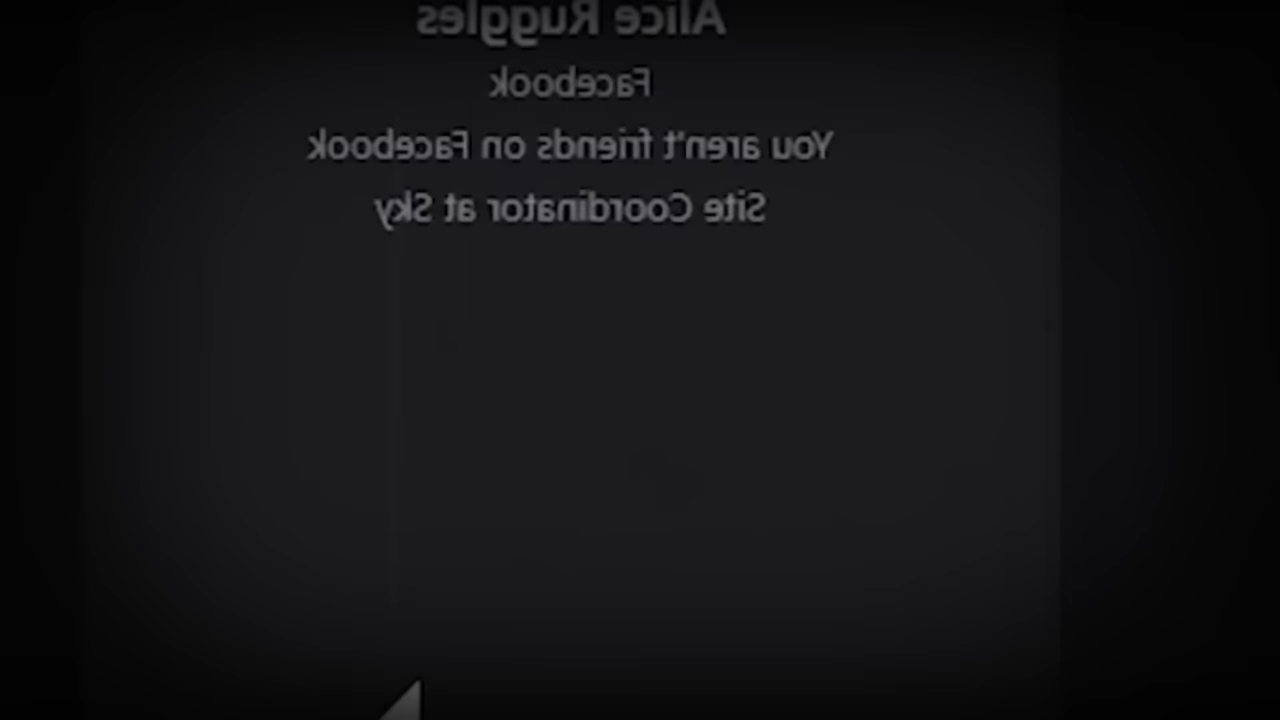 Alice Ruggles
Facebook
You aren't friends on Facebook
Site Coordinator at Sky